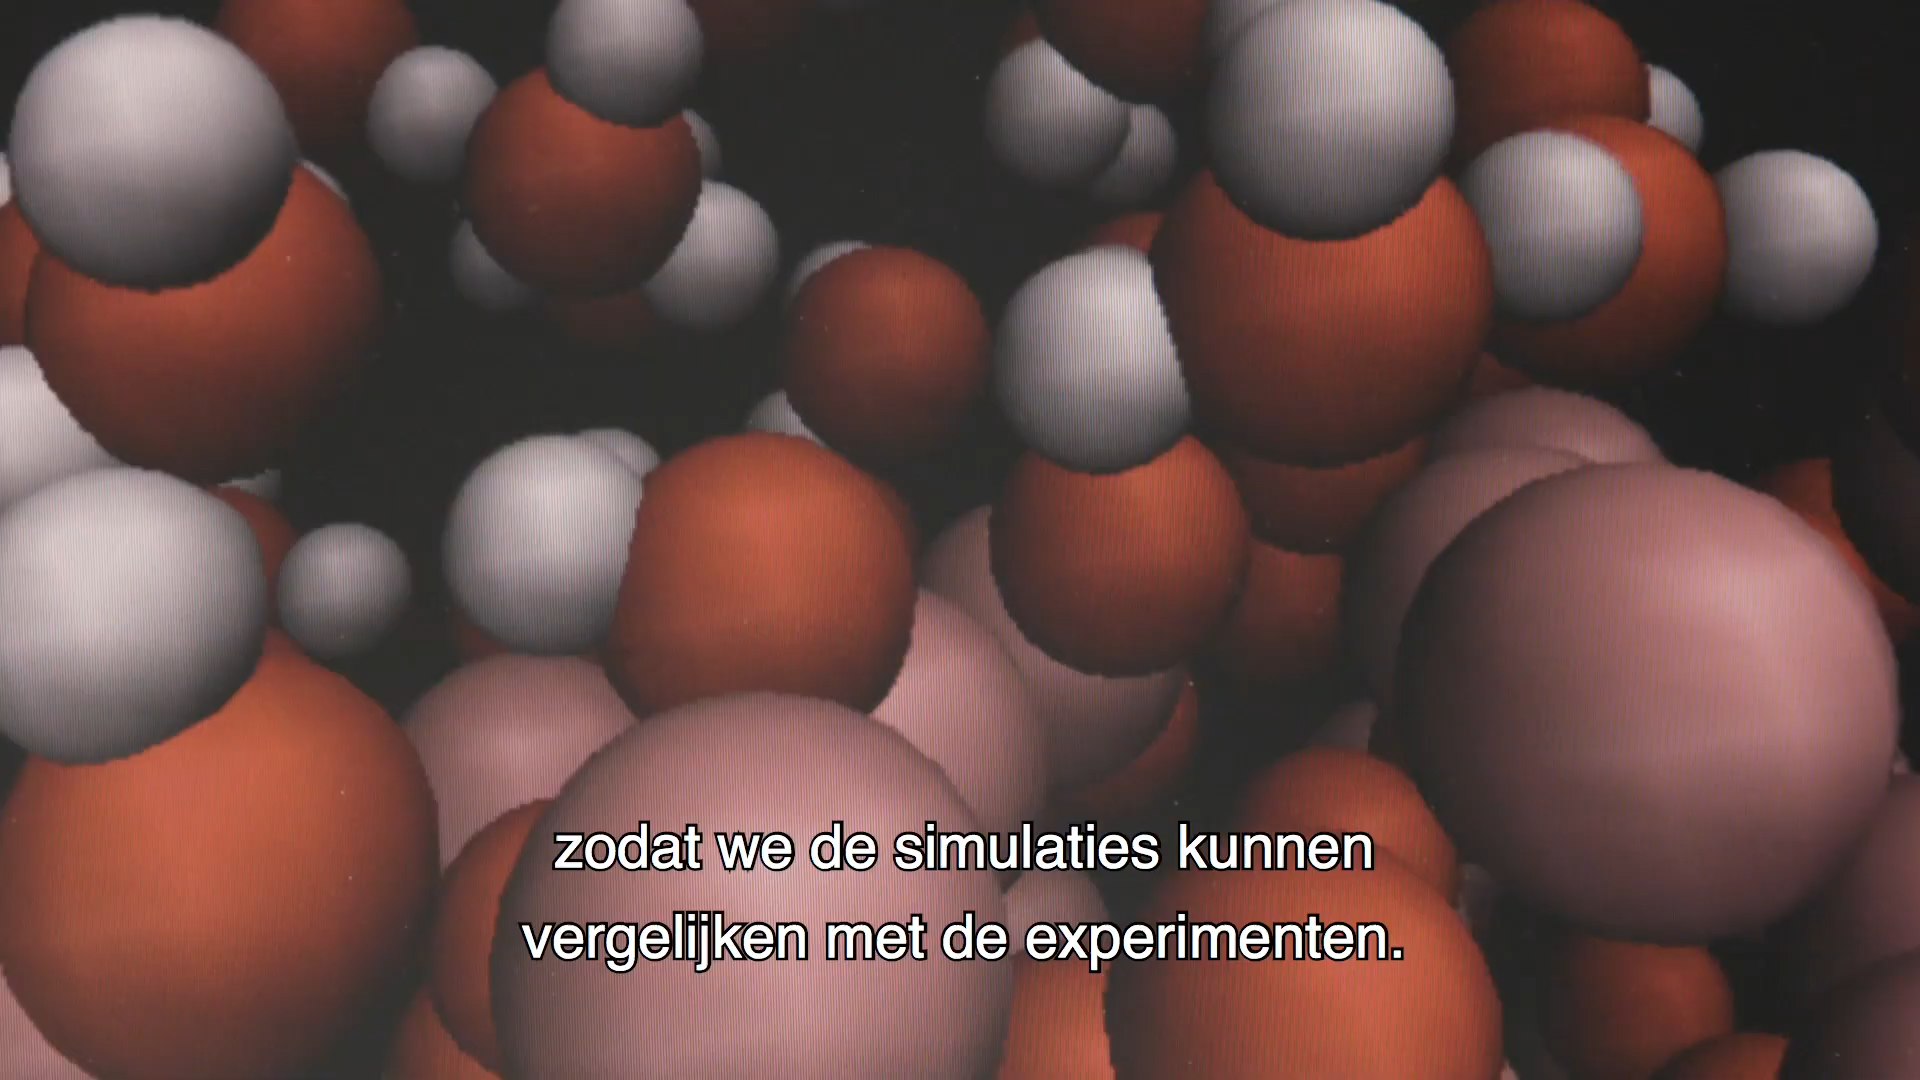 zodat we de simulaties kunnen
vergelijken met de experimenten.